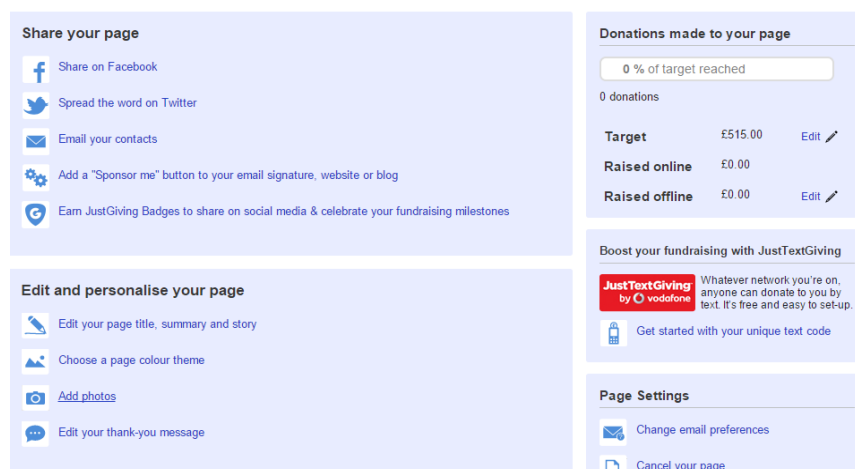 Share your page
Share on Facebook
Spread the word on Twitter
Email your contacts
Add a "Sponsor me" button to your email signature, website or blog
Earn JustGiving Badges to share on social media & celebrate your fundraising milestones
Edit and personalise your page
Edit your page title, summary and story
Choose a page colour theme
Add photos
Edit your thank-you message
Donations made to your page
0 % of target reached
0 donations
Target £515.00 Edit
Raised online £0.00
Raised offline £0.00 Edit
Boost your fundraising with JustTextGiving
JustTextGiving
by vodafone
Whatever network you're on,
anyone can donate to you by
text. It's free and easy to set-up.
Get started with your unique text code
Page Settings
Change email preferences
Cancel your page